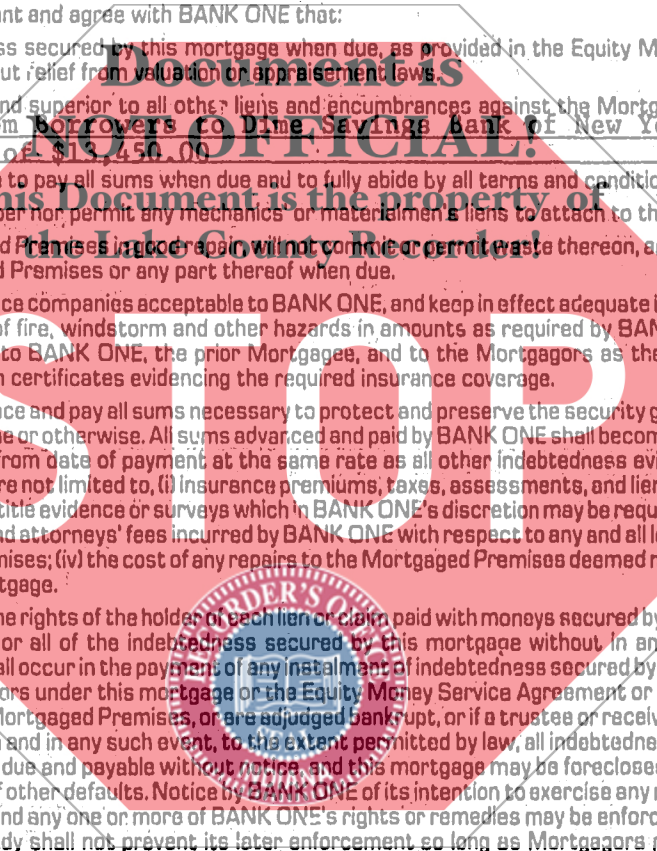 nt and agree with BANK ONE that:
ss secured by this mortgage when due, as provided in the Equity M
ut relief from valuation or appraisement laws.
Document is
nd superior to all other liens and encumbrances against the Mortg
m borrowers to Dime Savings Bank of New Yo
NOT OFFICIAL!
of
e to pay all sums when due and to fully abide by all terms and conditio
his Document is the property of
per nor permit any mechanics' or materialmen's liens to attach to th
d Premises in good repair, will not commit or permit waste thereon, a
the Lake County Recorder!
d Premises or any part thereof when due.
ce companies acceptable to BANK ONE, and keep in effect adequate i
of fire, windstorm and other hazards in amounts as required by BAN
to BANK ONE, the prior Mortgagee, and to the Mortgagors as the
n certificates evidencing the required insurance coverage.
STOP
nce and pay all sums necessary to protect and preserve the security g
ne or otherwise. All sums advanced and paid by BANK ONE shall becom
from date of payment at the same rate as all other indebtedness ev
re not limited to, (i) insurance premiums, taxes, assessments, and lien
title evidence or surveys which in BANK ONE's discretion may be requ
nd attorneys' fees incurred by BANK ONE with respect to any and all l
mises; (iv) the cost of any repairs to the Mortgaged Premises deemed n
tgage.
RECORDER'S OFFICE
he rights of the holder of each lien or claim paid with moneys secured by
or all of the indebtedness secured by this mortgage without in an
all occur in the payment of any instalment of indebtedness secured by
ors under this mortgage or the Equity Money Service Agreement or
Mortgaged Premises, or are adjudged bankrupt, or if a trustee or receiv
n and in any such event, to the extent permitted by law, all indebtedne
due and payable without notice, and this mortgage may be foreclose
SEAL
INDIANA
f other defaults. Notice by BANK ONE of its intention to exercise any r
nd any one or more of BANK ONE's rights or remedies may be enforc
dy shall not prevent its later enforcement so long as Mortgagors r